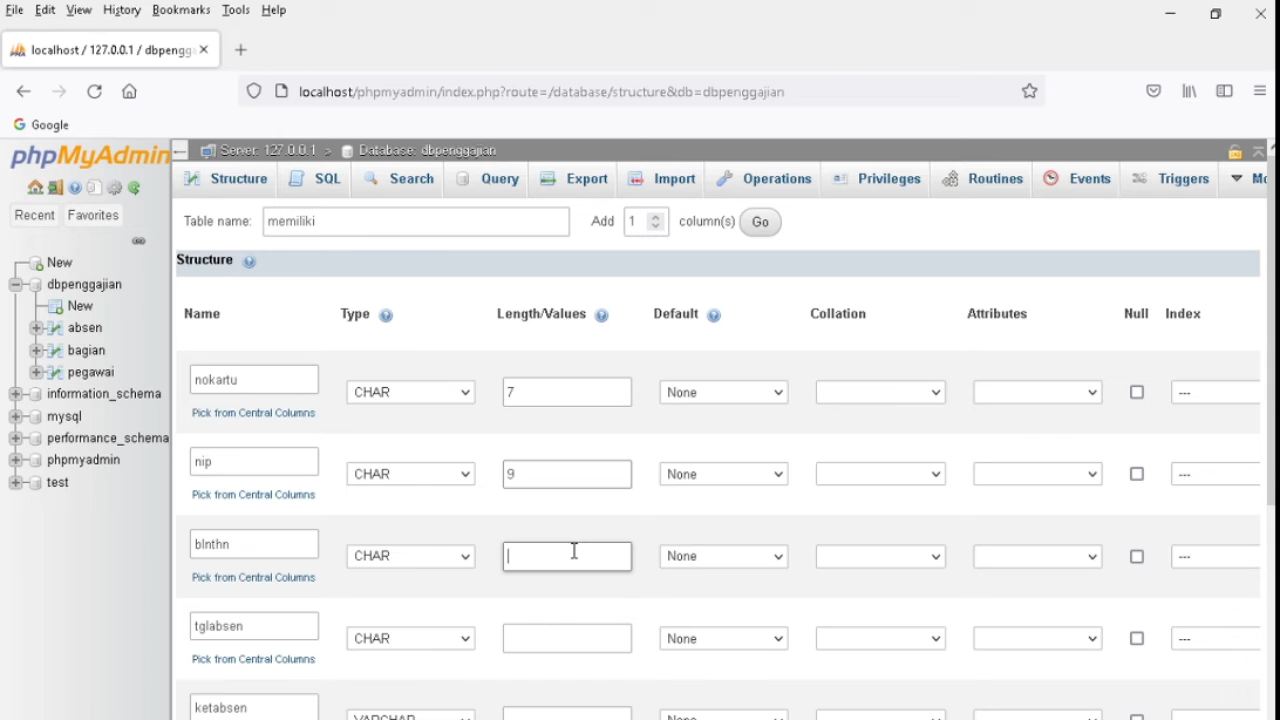 File Edit View History Bookmarks Tools Help
localhost / 127.0.0.1 / dbpengga
localhost/phpmyadmin/index.php?route=/database/structure&db=dbpenggajian
Google
phpMyAdmin
Server: 127.0.0.1 > Database: dbpenggajian
Structure SQL Search Query Export Import Operations Privileges Routines Events Triggers Mo
Recent Favorites
Table name: memiliki Add 1 column(s) Go
New
dbpenggajian
New
absen
bagian
pegawai
information_schema
mysql
performance_schema
phpmyadmin
test
Structure
Name Type Length/Values Default Collation Attributes Null Index
nokartu CHAR 7 None ---
Pick from Central Columns
nip CHAR 9 None ---
Pick from Central Columns
blnthn CHAR None ---
Pick from Central Columns
tglabsen CHAR None ---
Pick from Central Columns
ketabsen VARCHAR None